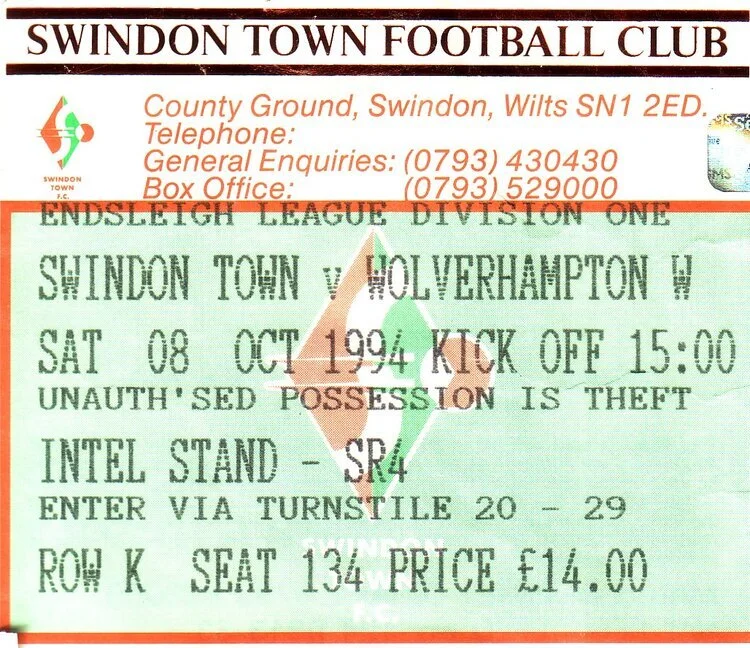 SWINDON TOWN FOOTBALL CLUB
County Ground, Swindon, Wilts SN1 2ED.
Telephone:
General Enquiries: (0793) 430430
Box Office: (0793) 529000
SWINDON
TOWN
F.C.
ENDSLEIGH LEAGUE DIVISION ONE
SWINDON TOWN v WOLVERHAMPTON W
SAT 08 OCT 1994 KICK OFF 15:00
UNAUTH'SED POSSESSION IS THEFT
INTEL STAND - SR4
ENTER VIA TURNSTILE 20 - 29
ROW K SEAT 134 PRICE £14.00
SWINDON
TOWN
F.C.